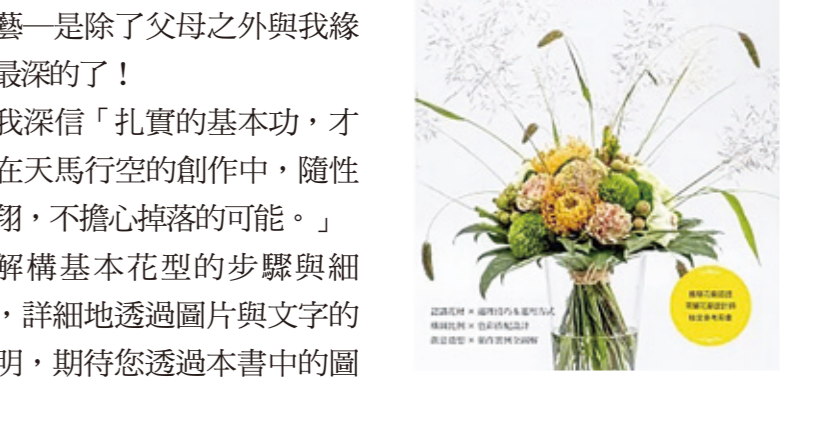 藝—是除了父母之外與我緣
最深的了！
我深信「扎實的基本功，才
在天馬行空的創作中，隨性
翔，不擔心掉落的可能。」
解構基本花型的步驟與細
，詳細地透過圖片與文字的
明，期待您透過本書中的圖